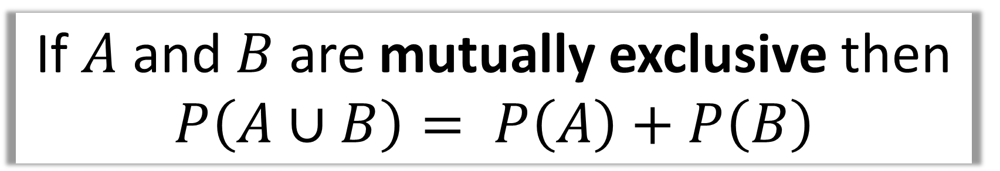 If A and B are mutually exclusive then
P(A ∪ B) = P(A) + P(B)